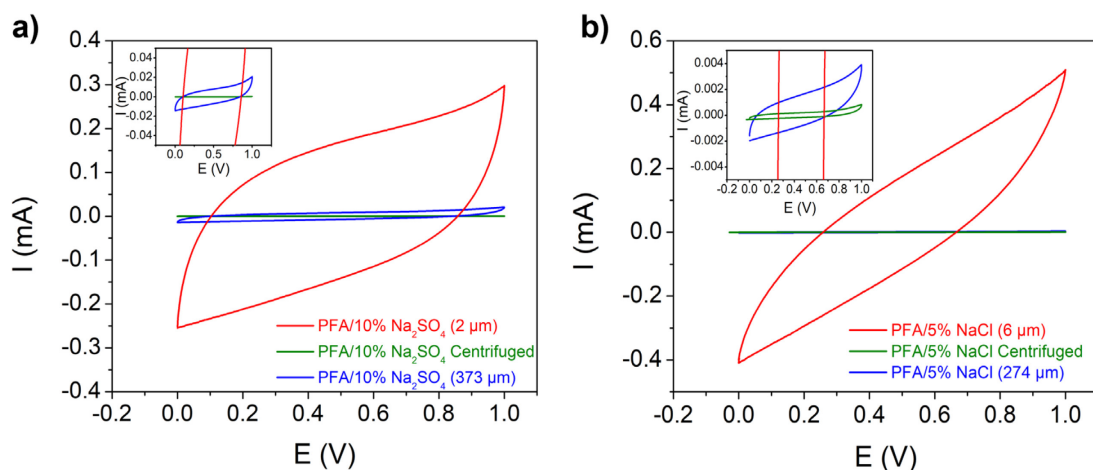 a)
I (mA)
0.4
0.3
0.2
0.1
0.0
-0.1
-0.2
-0.3
-0.4
0.0 0.2 0.4 0.6 0.8 1.0
E (V)
I (mA)
0.04
0.02
0.00
-0.02
-0.04
0.0 0.5 1.0
E (V)
PFA/10% Na₂SO₄ (2 μm)
PFA/10% Na₂SO₄ Centrifuged
PFA/10% Na₂SO₄ (373 μm)
b)
I (mA)
0.6
0.4
0.2
0.0
-0.2
-0.4
0.0 0.2 0.4 0.6 0.8 1.0
E (V)
I (mA)
0.004
0.002
0.000
-0.002
-0.004
-0.2 0.0 0.2 0.4 0.6 0.8 1.0
E (V)
PFA/5% NaCl (6 μm)
PFA/5% NaCl Centrifuged
PFA/5% NaCl (274 μm)